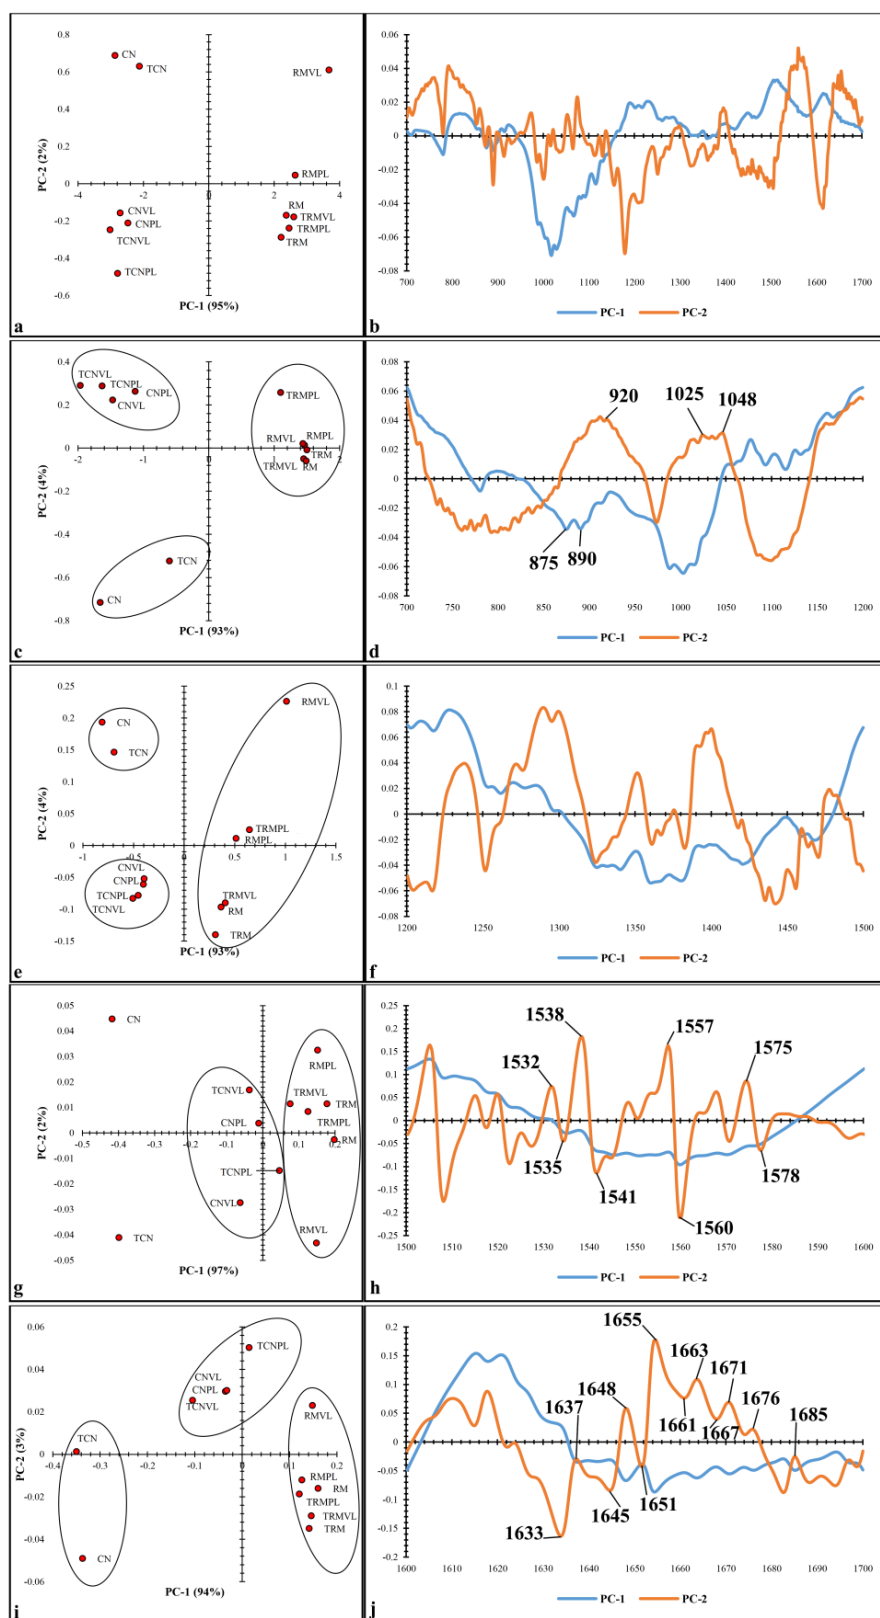 0.8
0.6
0.4
0.2
0
-0.2
-0.4
-0.6
-4
-2
0
2
4
PC-2 (2%)
PC-1 (95%)
CN
TCN
RMVL
RMPL
RM
TRMVL
TRMPL
TRM
CNVL
CNPL
TCNVL
TCNPL
a
0.06
0.04
0.02
0
-0.02
-0.04
-0.06
-0.08
700
800
900
1000
1100
1200
1300
1400
1500
1600
1700
PC-1
PC-2
b
0.4
0.2
0
-0.2
-0.4
-0.6
-0.8
-2
-1
0
1
2
PC-2 (4%)
PC-1 (93%)
TCNVL
TCNPL
CNPL
CNVL
TRMPL
RMVL
RMPL
TRM
TRMVL
RM
TCN
CN
c
0.08
0.06
0.04
0.02
0
-0.02
-0.04
-0.06
-0.08
700
750
800
850
900
950
1000
1050
1100
1150
1200
920
1025
1048
875
890
PC-1
PC-2
d
0.25
0.2
0.15
0.1
0.05
0
-0.05
-0.1
-0.15
-1
-0.5
0
0.5
1
1.5
PC-2 (4%)
PC-1 (93%)
CN
TCN
RMVL
TRMPL
RMPL
CNVL
CNPL
TCNPL
TCNVL
TRMVL
RM
TRM
e
0.1
0.08
0.06
0.04
0.02
0
-0.02
-0.04
-0.06
-0.08
1200
1250
1300
1350
1400
1450
1500
PC-1
PC-2
f
0.05
0.04
0.03
0.02
0.01
0
-0.01
-0.02
-0.03
-0.04
-0.05
-0.5
-0.4
-0.3
-0.2
-0.1
0
0.1
0.2
PC-2 (2%)
PC-1 (97%)
CN
RMPL
TCNVL
TRMVL
TRM
CNPL
TRMPL
RM
TCNPL
CNVL
TCN
RMVL
g
0.25
0.2
0.15
0.1
0.05
0
-0.05
-0.1
-0.15
-0.2
-0.25
1500
1510
1520
1530
1540
1550
1560
1570
1580
1590
1600
1538
1557
1532
1575
1535
1541
1578
1560
PC-1
PC-2
h
0.06
0.04
0.02
0
-0.02
-0.04
-0.06
-0.4
-0.3
-0.2
-0.1
0
0.1
0.2
PC-2 (3%)
PC-1 (94%)
TCNPL
CNVL
CNPL
TCNVL
RMVL
TCN
RMPL
RM
TRMPL
TRMVL
TRM
CN
i
0.2
0.15
0.1
0.05
0
-0.05
-0.1
-0.15
-0.2
1600
1610
1620
1630
1640
1650
1660
1670
1680
1690
1700
1655
1663
1648
1671
1637
1676
1661
1667
1685
1645
1651
1633
PC-1
PC-2
j